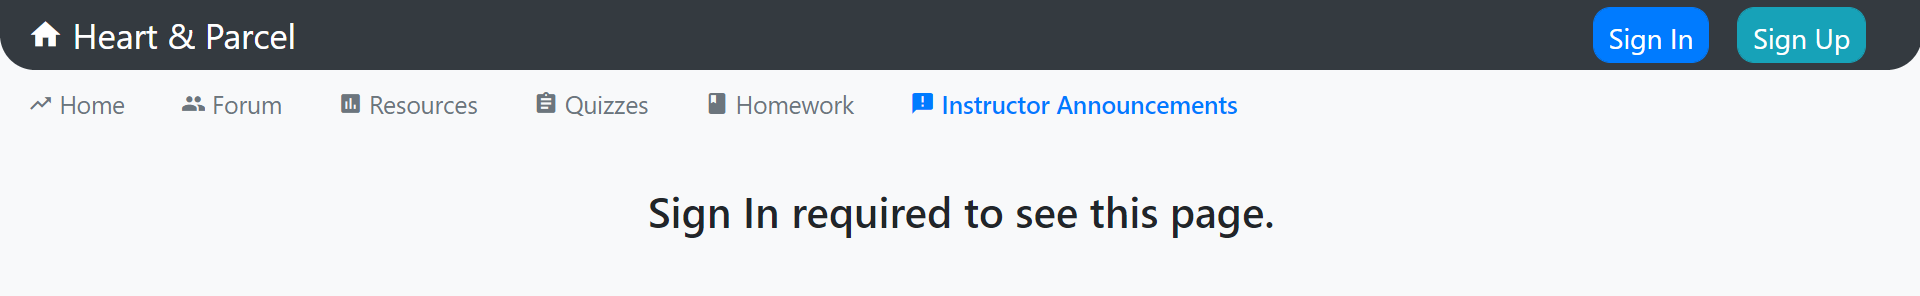 Heart & Parcel Sign In Sign Up
Home Forum Resources Quizzes Homework Instructor Announcements
Sign In required to see this page.